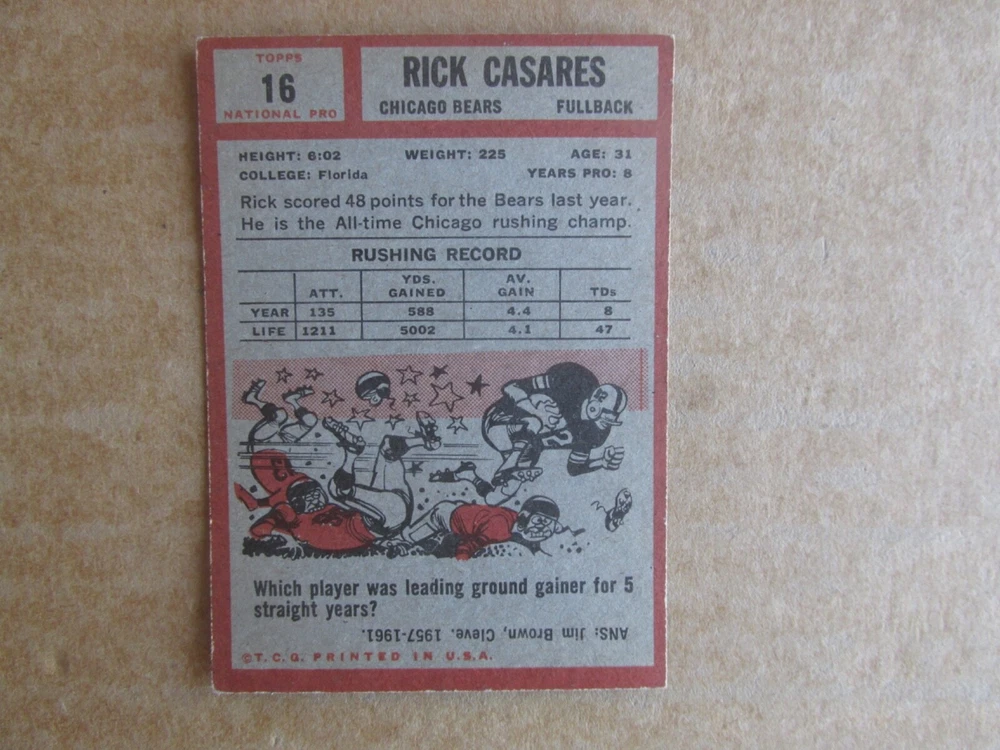 TOPPS
16
NATIONAL PRO
RICK CASARES
CHICAGO BEARS FULLBACK
HEIGHT: 6:02 WEIGHT: 225 AGE: 31
COLLEGE: Florida YEARS PRO: 8
Rick scored 48 points for the Bears last year.
He is the All-time Chicago rushing champ.
RUSHING RECORD
ATT. YDS. GAINED AV. GAIN TDs
YEAR 135 588 4.4 8
LIFE 1211 5002 4.1 47
Which player was leading ground gainer for 5
straight years?
ANS: Jim Brown, Cleve. 1957-1961.
©T.C.G. PRINTED IN U.S.A.